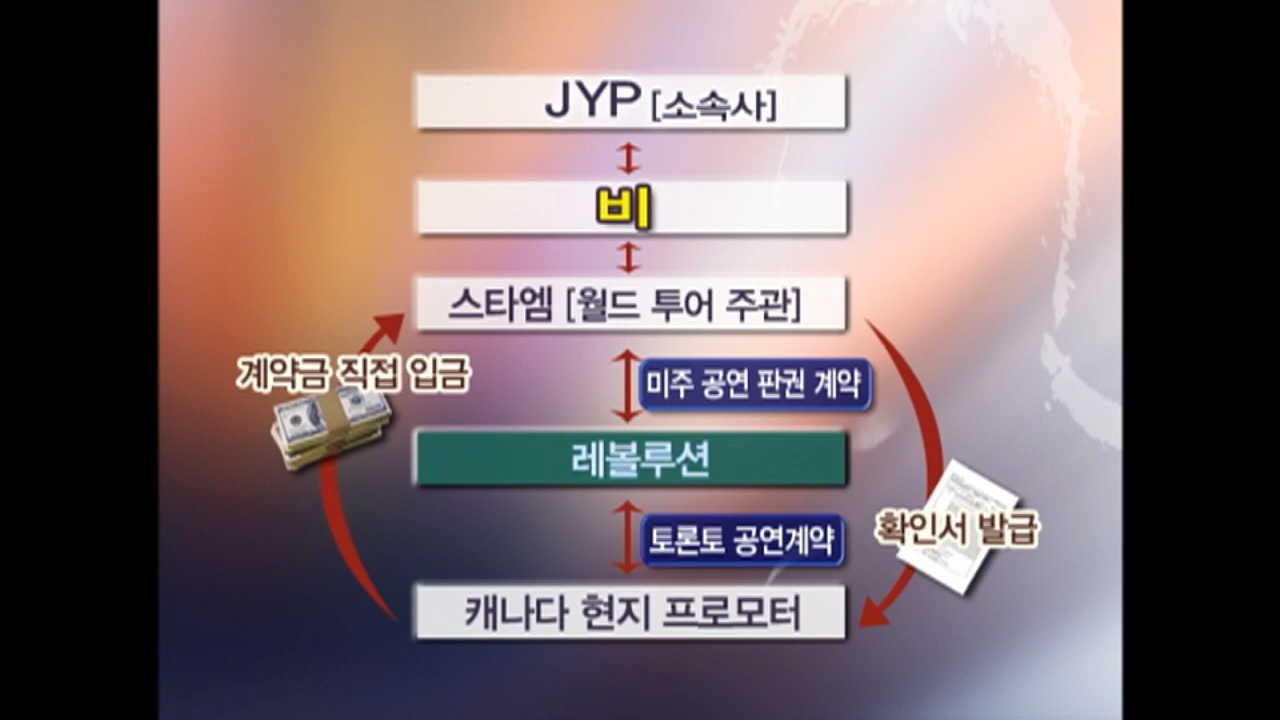 JYP [소속사]
비
스타엠 [월드 투어 주관]
계약금 직접 입금
미주 공연 판권 계약
레볼루션
확인서 발급
토론토 공연계약
캐나다 현지 프로모터